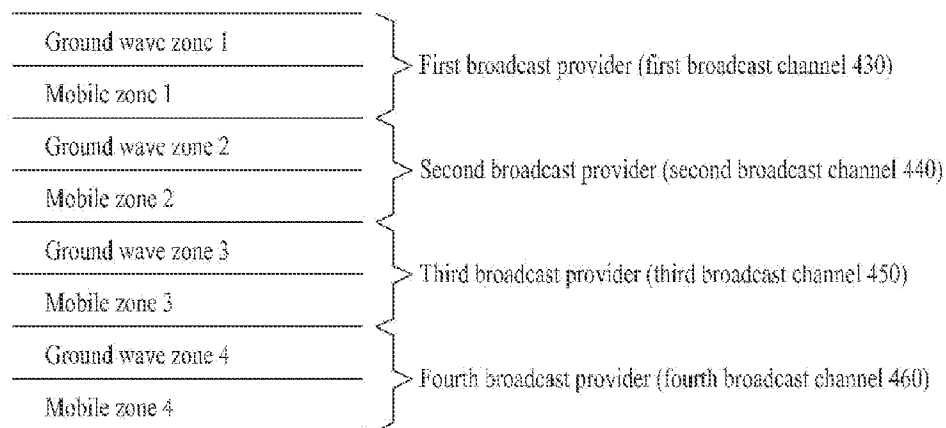 Ground wave zone 1
First broadcast provider (first broadcast channel 430)
Mobile zone 1
Ground wave zone 2
Second broadcast provider (second broadcast channel 440)
Mobile zone 2
Ground wave zone 3
Third broadcast provider (third broadcast channel 450)
Mobile zone 3
Ground wave zone 4
Fourth broadcast provider (fourth broadcast channel 460)
Mobile zone 4